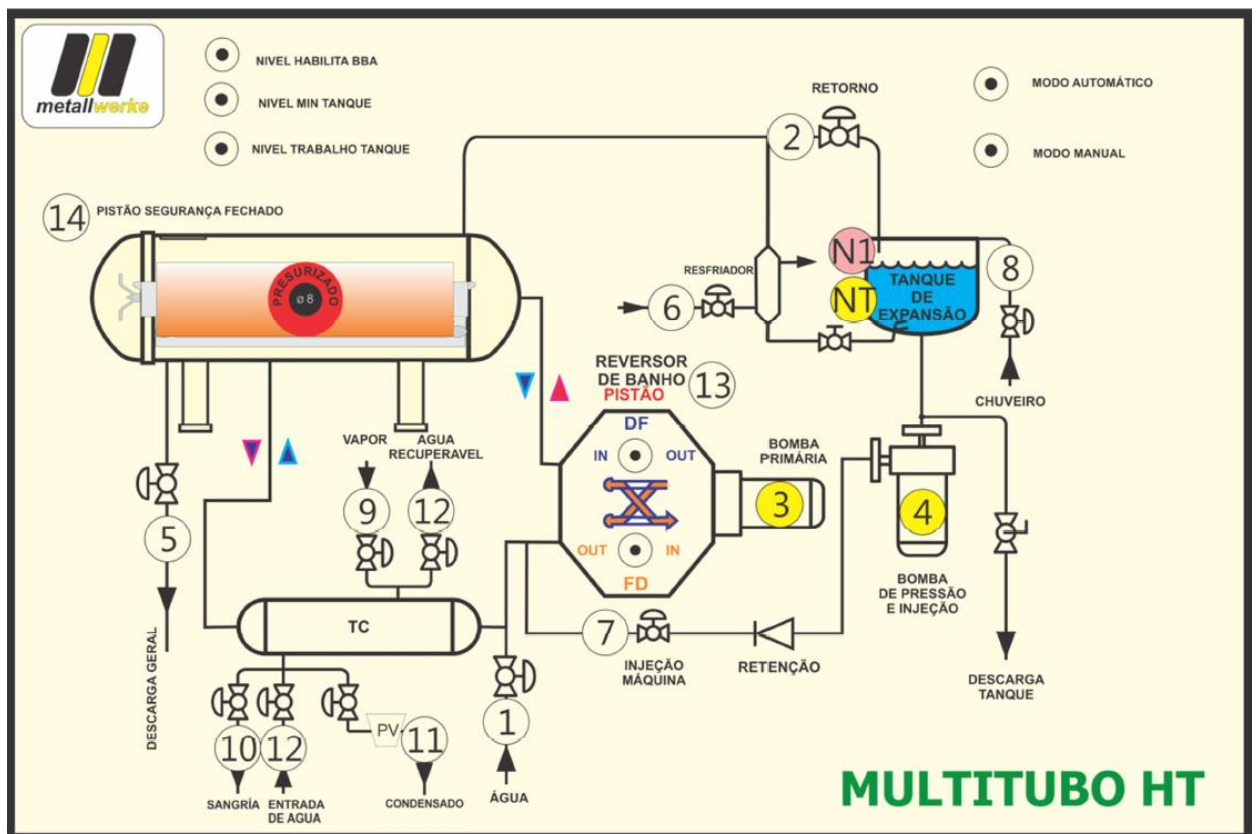 metallwerke
NIVEL HABILITA BBA
NIVEL MIN TANQUE
NIVEL TRABALHO TANQUE
RETORNO
2
MODO AUTOMÁTICO
MODO MANUAL
14
PISTÃO SEGURANÇA FECHADO
PRESURIZADO
ø 8
RESFRIADOR
6
N1
NT
TANQUE
DE
EXPANSÃO
8
CHUVEIRO
REVERSOR
DE BANHO
PISTÃO
13
DF
IN
OUT
OUT
IN
FD
BOMBA
PRIMÁRIA
3
4
BOMBA
DE PRESSÃO
E INJEÇÃO
VAPOR
9
AGUA
RECUPERAVEL
12
5
DESCARGA GERAL
TC
7
INJEÇÃO
MÁQUINA
RETENÇÃO
DESCARGA
TANQUE
10
SANGRÍA
12
ENTRADA
DE AGUA
PV
11
CONDENSADO
1
ÁGUA
MULTITUBO HT